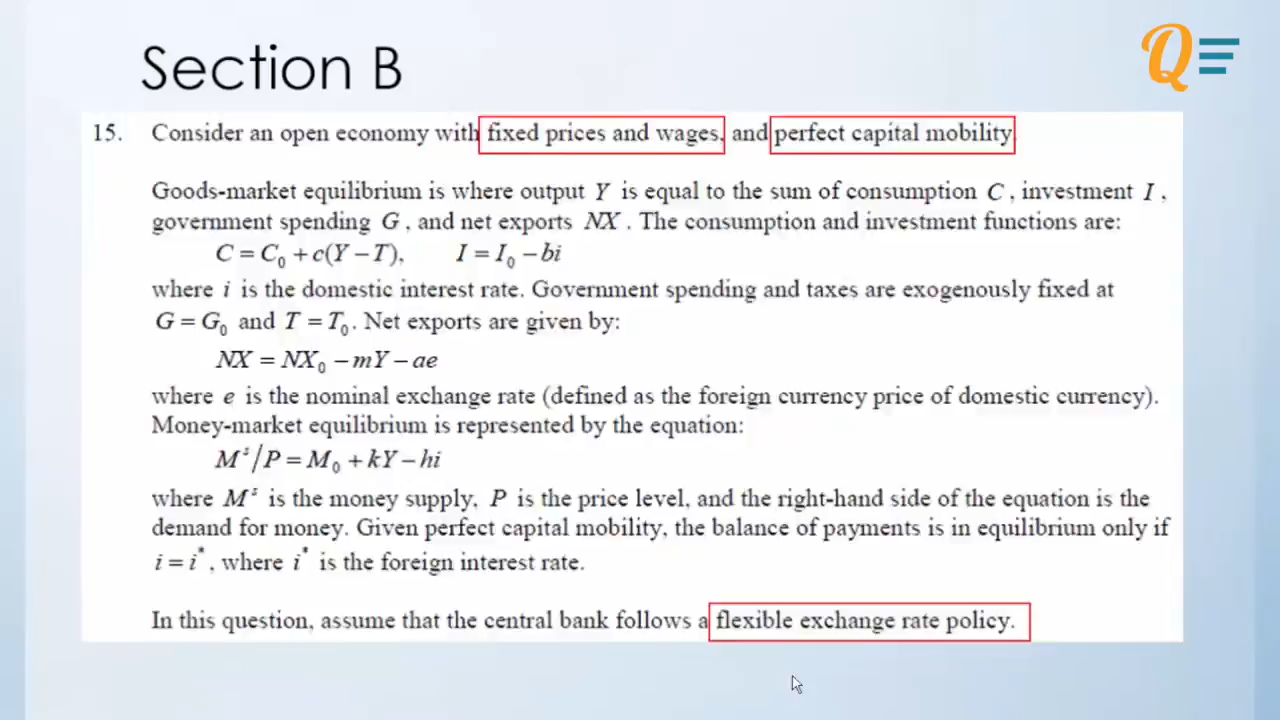 Section B
Q
15. Consider an open economy with fixed prices and wages, and perfect capital mobility.
Goods-market equilibrium is where output Y is equal to the sum of consumption C, investment I,
government spending G, and net exports NX. The consumption and investment functions are:
C = C₀ + c(Y − T), I = I₀ − bi
where i is the domestic interest rate. Government spending and taxes are exogenously fixed at
G = G₀ and T = T₀. Net exports are given by:
NX = NX₀ − mY − ae
where e is the nominal exchange rate (defined as the foreign currency price of domestic currency).
Money-market equilibrium is represented by the equation:
Mˢ/P = M₀ + kY − hi
where Mˢ is the money supply, P is the price level, and the right-hand side of the equation is the
demand for money. Given perfect capital mobility, the balance of payments is in equilibrium only if
i = i*, where i* is the foreign interest rate.
In this question, assume that the central bank follows a flexible exchange rate policy.